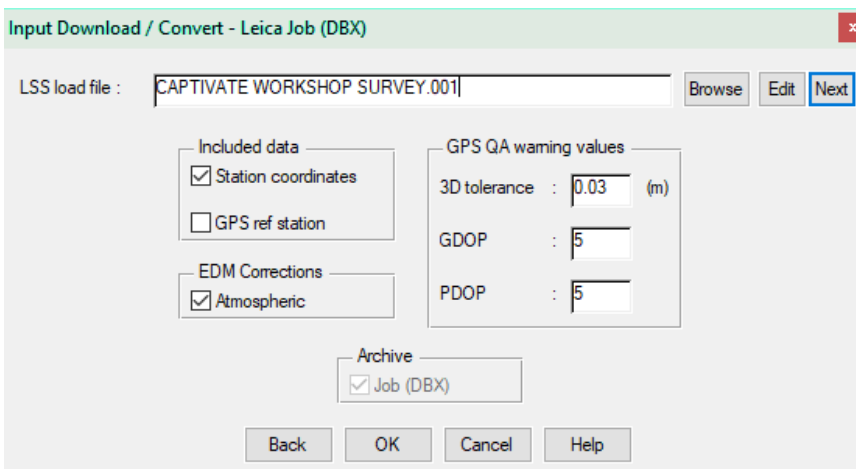 Input Download / Convert - Leica Job (DBX)
x
LSS load file : CAPTIVATE WORKSHOP SURVEY.001 Browse Edit Next
Included data
Station coordinates
GPS ref station
EDM Corrections
Atmospheric
GPS QA warning values
3D tolerance : 0.03 (m)
GDOP : 5
PDOP : 5
Archive
Job (DBX)
Back OK Cancel Help